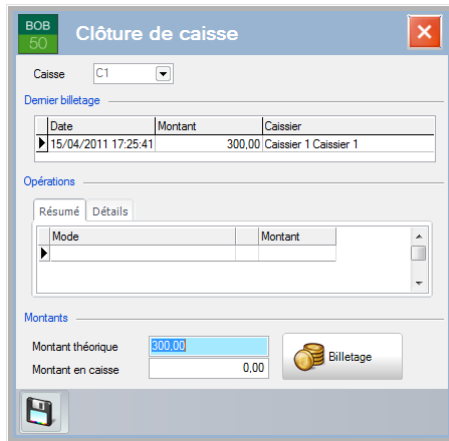 BOB
50
Clôture de caisse
Caisse C1
Dernier billetage
Date Montant Caissier
15/04/2011 17:25:41 300,00 Caissier 1 Caissier 1
Opérations
Résumé Détails
Mode Montant
Montants
Montant théorique 300,00
Montant en caisse 0,00
Billetage